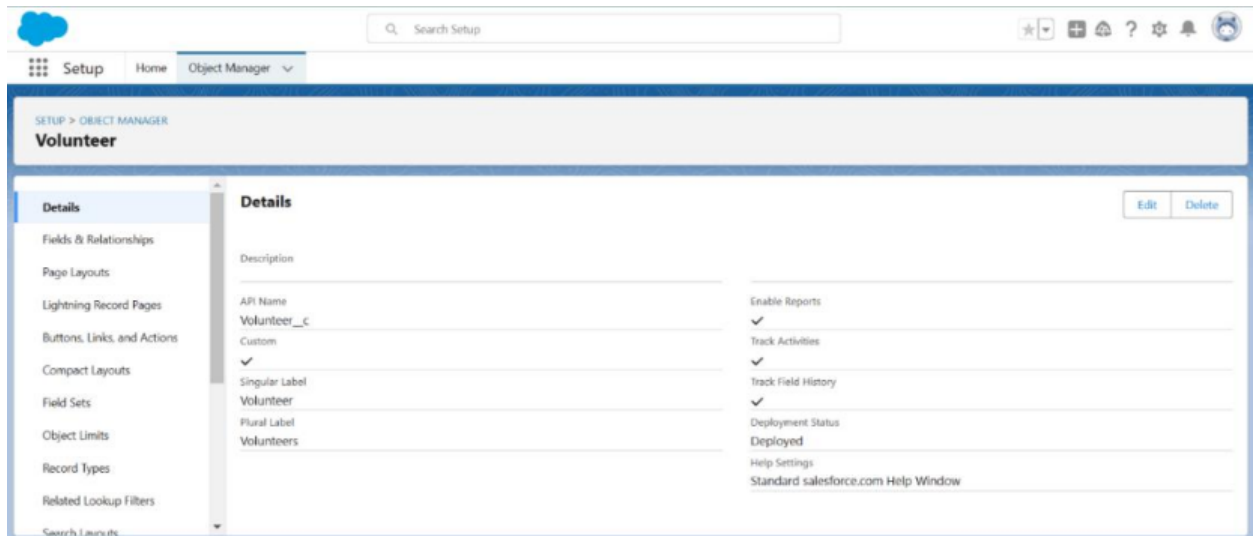 Search Setup
Setup Home Object Manager
SETUP > OBJECT MANAGER
Volunteer
Details
Fields & Relationships
Page Layouts
Lightning Record Pages
Buttons, Links, and Actions
Compact Layouts
Field Sets
Object Limits
Record Types
Related Lookup Filters
Search Layouts
Details
Edit Delete
Description
API Name
Volunteer__c
Custom
Singular Label
Volunteer
Plural Label
Volunteers
Enable Reports
Track Activities
Track Field History
Deployment Status
Deployed
Help Settings
Standard salesforce.com Help Window